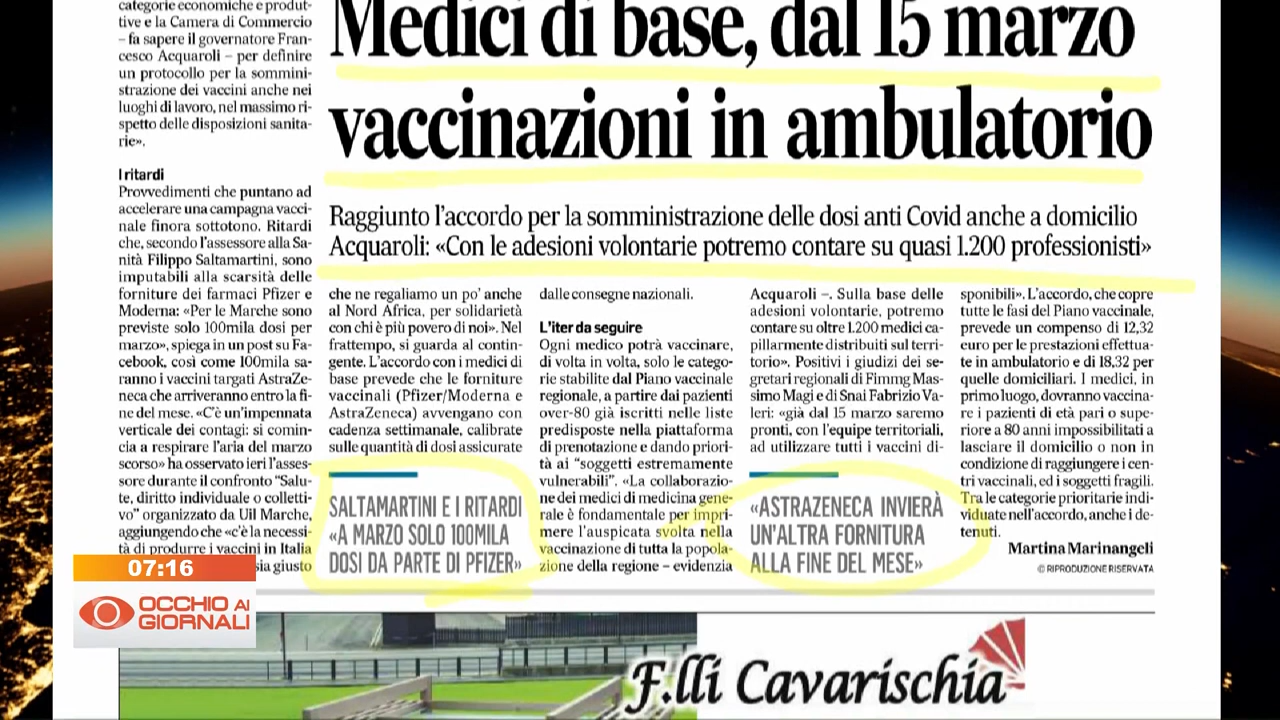 categorie economiche e produt-
tive e la Camera di Commercio
– fa sapere il governatore Fran-
cesco Acquaroli – per definire
un protocollo per la sommini-
strazione dei vaccini anche nei
luoghi di lavoro, nel massimo ri-
spetto delle disposizioni sanita-
rie».
I ritardi
Provvedimenti che puntano ad
accelerare una campagna vacci-
nale finora sottotono. Ritardi
che, secondo l'assessore alla Sa-
nità Filippo Saltamartini, sono
imputabili alla scarsità delle
forniture dei farmaci Pfizer e
Moderna: «Per le Marche sono
previste solo 100mila dosi per
marzo», spiega in un post su Fa-
cebook, così come 100mila sa-
ranno i vaccini targati AstraZe-
neca che arriveranno entro la fi-
ne del mese. «C'è un'impennata
verticale dei contagi: si comin-
cia a respirare l'aria del marzo
scorso» ha osservato ieri l'asses-
sore durante il confronto "Salu-
te, diritto individuale o colletti-
vo" organizzato da Uil Marche,
aggiungendo che «c'è la necessi-
tà di produrre i vaccini in Italia
sia giusto
Medici di base, dal 15 marzo
vaccinazioni in ambulatorio
Raggiunto l'accordo per la somministrazione delle dosi anti Covid anche a domicilio
Acquaroli: «Con le adesioni volontarie potremo contare su quasi 1.200 professionisti»
che ne regaliamo un po' anche
al Nord Africa, per solidarietà
con chi è più povero di noi». Nel
frattempo, si guarda al contin-
gente. L'accordo con i medici di
base prevede che le forniture
vaccinali (Pfizer/Moderna e
AstraZeneca) avvengano con
cadenza settimanale, calibrate
sulle quantità di dosi assicurate
SALTAMARTINI E I RITARDI
«A MARZO SOLO 100MILA
DOSI DA PARTE DI PFIZER»
dalle consegne nazionali.
L'iter da seguire
Ogni medico potrà vaccinare,
di volta in volta, solo le catego-
rie stabilite dal Piano vaccinale
regionale, a partire dai pazienti
over-80 già iscritti nelle liste
predisposte nella piattaforma
di prenotazione e dando priori-
tà ai "soggetti estremamente
vulnerabili". «La collaborazio-
ne dei medici di medicina gene-
rale è fondamentale per impri-
mere l'auspicata svolta nella
vaccinazione di tutta la popola-
zione della regione – evidenzia
Acquaroli –. Sulla base delle
adesioni volontarie, potremo
contare su oltre 1.200 medici ca-
pillarmente distribuiti sul terri-
torio». Positivi i giudizi dei se-
gretari regionali di Fimmg Mas-
simo Magi e di Snai Fabrizio Va-
leri: «già dal 15 marzo saremo
pronti, con l'equipe territoriali,
ad utilizzare tutti i vaccini di-
«ASTRAZENECA INVIERÀ
UN'ALTRA FORNITURA
ALLA FINE DEL MESE»
sponibili». L'accordo, che copre
tutte le fasi del Piano vaccinale,
prevede un compenso di 12,32
euro per le prestazioni effettua-
te in ambulatorio e di 18,32 per
quelle domiciliari. I medici, in
primo luogo, dovranno vaccina-
re i pazienti di età pari o supe-
riore a 80 anni impossibilitati a
lasciare il domicilio o non in
condizione di raggiungere i cen-
tri vaccinali, ed i soggetti fragili.
Tra le categorie prioritarie indi-
viduate nell'accordo, anche i de-
tenuti.
Martina Marinangeli
© RIPRODUZIONE RISERVATA
07:16
OCCHIO AI
GIORNALI
F.lli Cavarischia